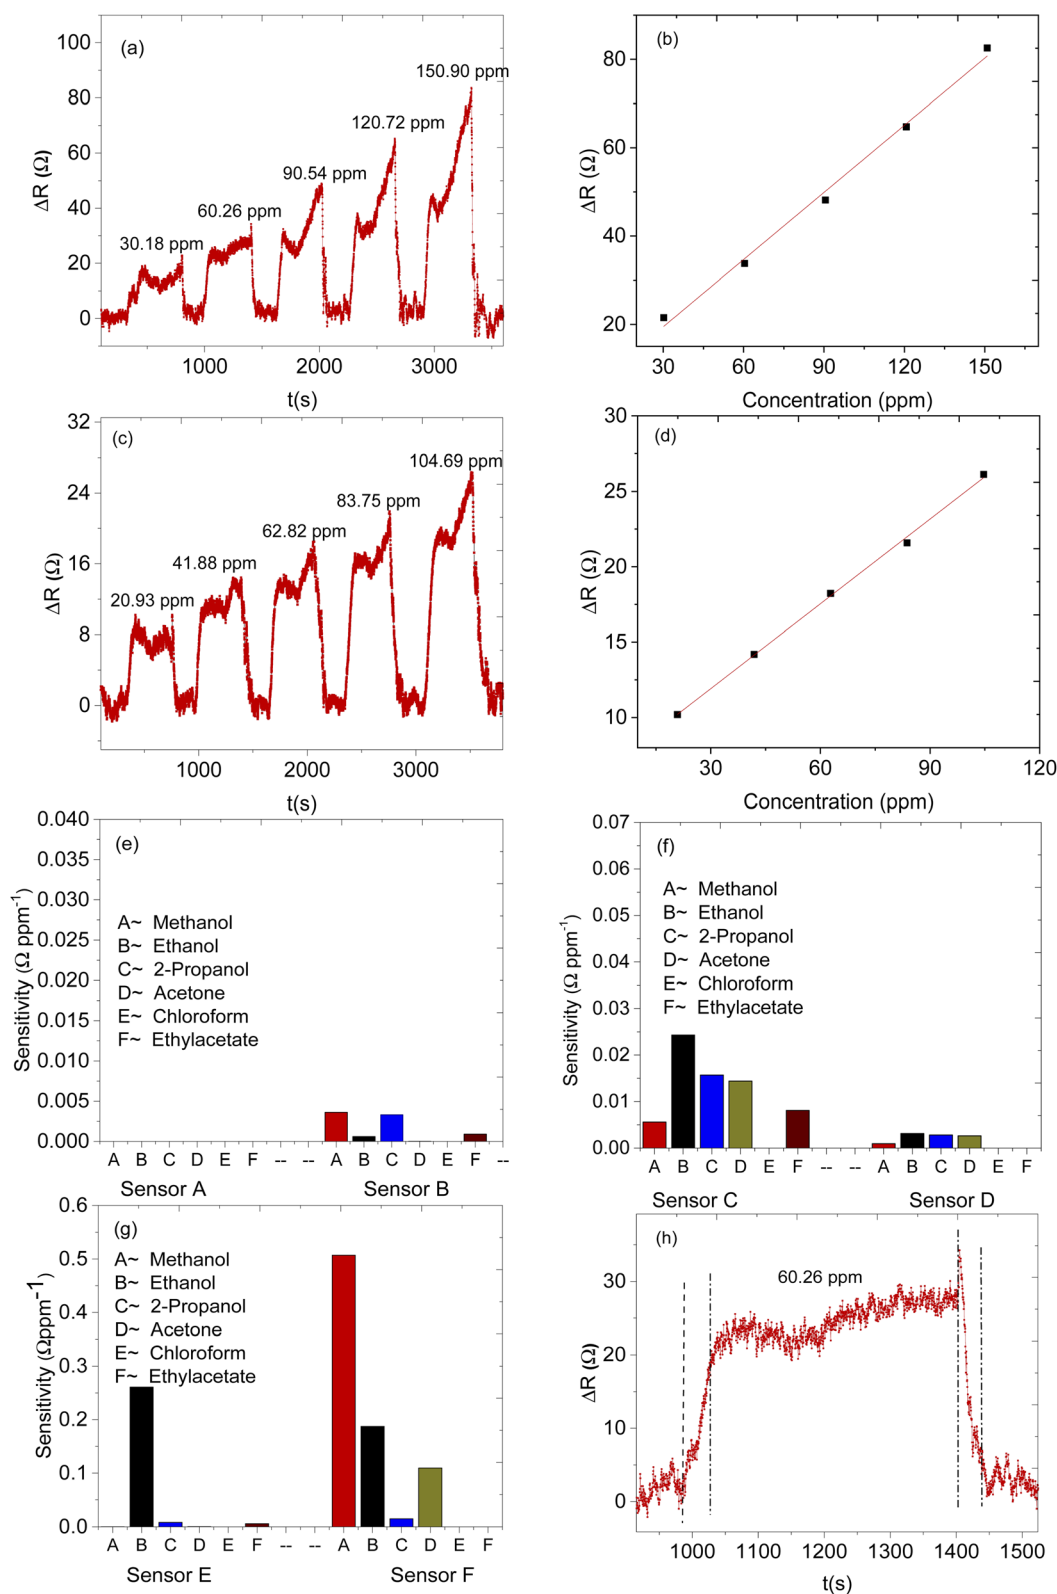 (a)
150.90 ppm
120.72 ppm
90.54 ppm
60.26 ppm
30.18 ppm
100
80
60
40
20
0
ΔR (Ω)
1000 2000 3000
t(s)
(b)
80
60
40
20
ΔR (Ω)
30 60 90 120 150
Concentration (ppm)
(c)
104.69 ppm
83.75 ppm
62.82 ppm
41.88 ppm
20.93 ppm
32
24
16
8
0
ΔR (Ω)
1000 2000 3000
t(s)
(d)
30
25
20
15
10
ΔR (Ω)
30 60 90 120
Concentration (ppm)
(e)
0.040
0.035
0.030
0.025
0.020
0.015
0.010
0.005
0.000
Sensitivity (Ω ppm⁻¹)
A~ Methanol
B~ Ethanol
C~ 2-Propanol
D~ Acetone
E~ Chloroform
F~ Ethylacetate
A B C D E F -- -- A B C D E F --
Sensor A Sensor B
(f)
0.07
0.06
0.05
0.04
0.03
0.02
0.01
0.00
Sensitivity (Ω ppm⁻¹)
A~ Methanol
B~ Ethanol
C~ 2-Propanol
D~ Acetone
E~ Chloroform
F~ Ethylacetate
A B C D E F -- -- A B C D E F
Sensor C Sensor D
(g)
0.6
0.5
0.4
0.3
0.2
0.1
0.0
Sensitivity (Ωppm-1)
A~ Methanol
B~ Ethanol
C~ 2-Propanol
D~ Acetone
E~ Chloroform
F~ Ethylacetate
A B C D E F -- -- A B C D E F
Sensor E Sensor F
(h)
60.26 ppm
30
20
10
0
ΔR (Ω)
1000 1100 1200 1300 1400 1500
t(s)